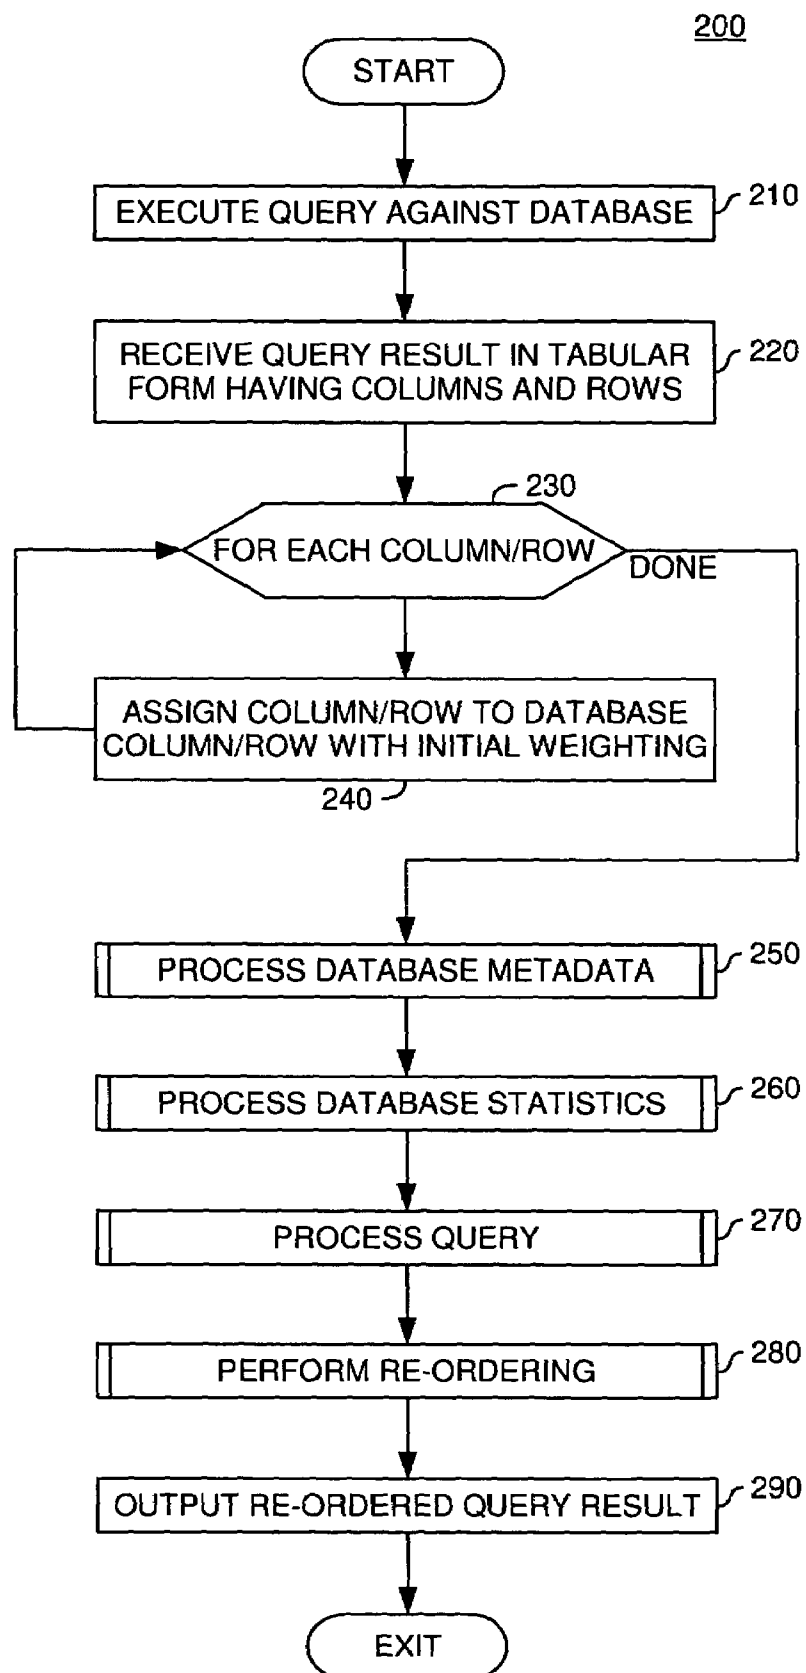 200
START
EXECUTE QUERY AGAINST DATABASE
210
RECEIVE QUERY RESULT IN TABULAR
FORM HAVING COLUMNS AND ROWS
220
230
FOR EACH COLUMN/ROW
DONE
ASSIGN COLUMN/ROW TO DATABASE
COLUMN/ROW WITH INITIAL WEIGHTING
240
PROCESS DATABASE METADATA
250
PROCESS DATABASE STATISTICS
260
PROCESS QUERY
270
PERFORM RE-ORDERING
280
OUTPUT RE-ORDERED QUERY RESULT
290
EXIT